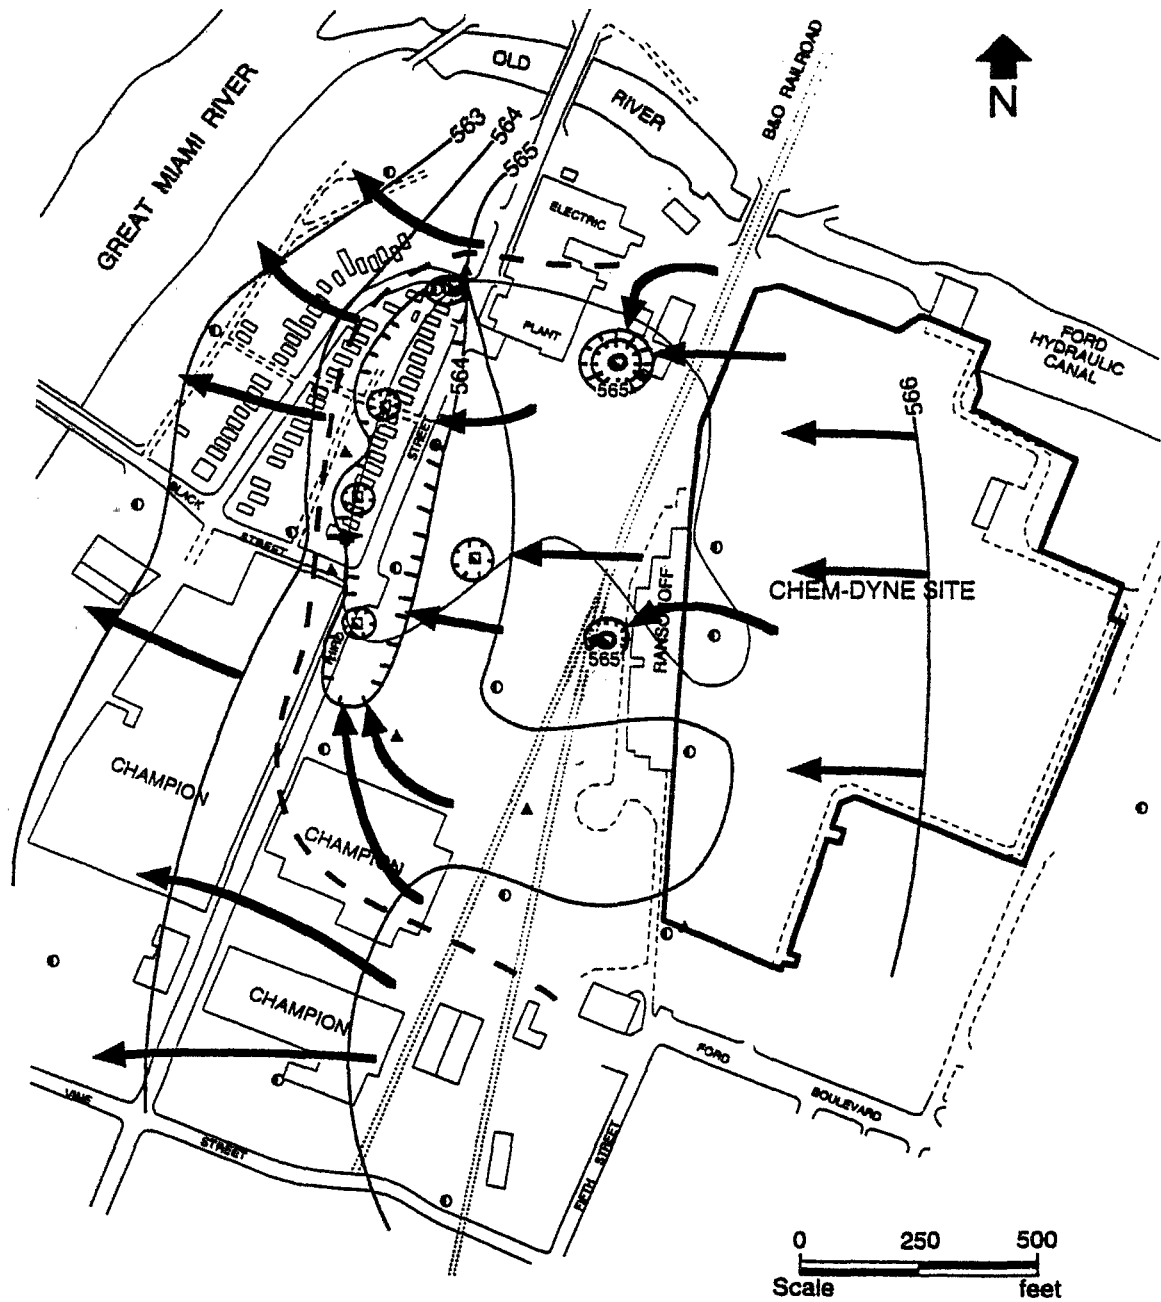 OLD
RIVER
B&O RAILROAD
N
GREAT MIAMI RIVER
563
564
565
ELECTRIC
PLANT
FORD
HYDRAULIC
CANAL
565
564
566
STREET
BLACK
STREET
CHEM-DYNE SITE
RANSOHOFF
THIRD
565
CHAMPION
CHAMPION
CHAMPION
FORD
BOULEVARD
VINE
STREET
FIFTH STREET
0 250 500
Scale feet